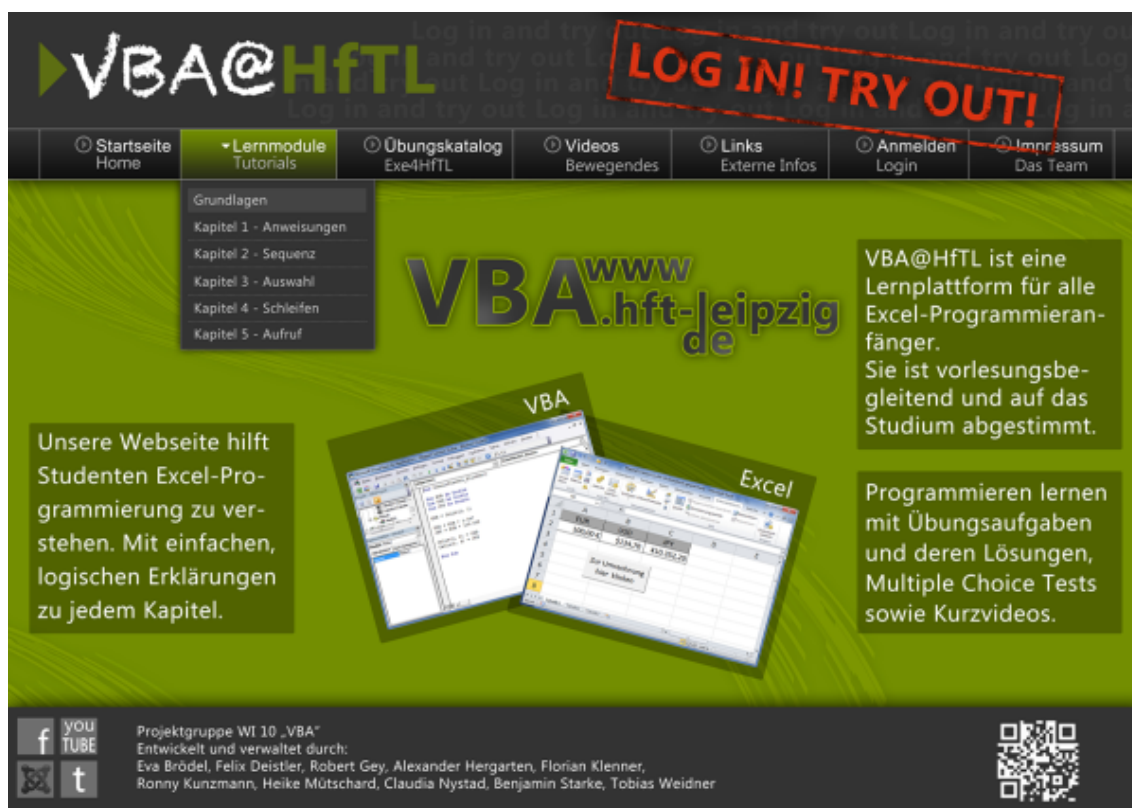 VBA@HfTL
LOG IN! TRY OUT!
Log in and try out Log in and try out
Startseite
Home
Lernmodule
Tutorials
Übungskatalog
Exe4HfTL
Videos
Bewegendes
Links
Externe Infos
Anmelden
Login
Impressum
Das Team
Grundlagen
Kapitel 1 - Anweisungen
Kapitel 2 - Sequenz
Kapitel 3 - Auswahl
Kapitel 4 - Schleifen
Kapitel 5 - Aufruf
VBA www
.hft-leipzig
de
VBA@HfTL ist eine
Lernplattform für alle
Excel-Programmieran-
fänger.
Sie ist vorlesungsbe-
gleitend und auf das
Studium abgestimmt.
Unsere Webseite hilft
Studenten Excel-Pro-
grammierung zu ver-
stehen. Mit einfachen,
logischen Erklärungen
zu jedem Kapitel.
VBA
Excel
Zur Umrechnung
hier klicken
Programmieren lernen
mit Übungsaufgaben
und deren Lösungen,
Multiple Choice Tests
sowie Kurzvideos.
f
you
TUBE
t
Projektgruppe WI 10 „VBA“
Entwickelt und verwaltet durch:
Eva Brödel, Felix Deistler, Robert Gey, Alexander Hergarten, Florian Klenner,
Ronny Kunzmann, Heike Mütschard, Claudia Nystad, Benjamin Starke, Tobias Weidner